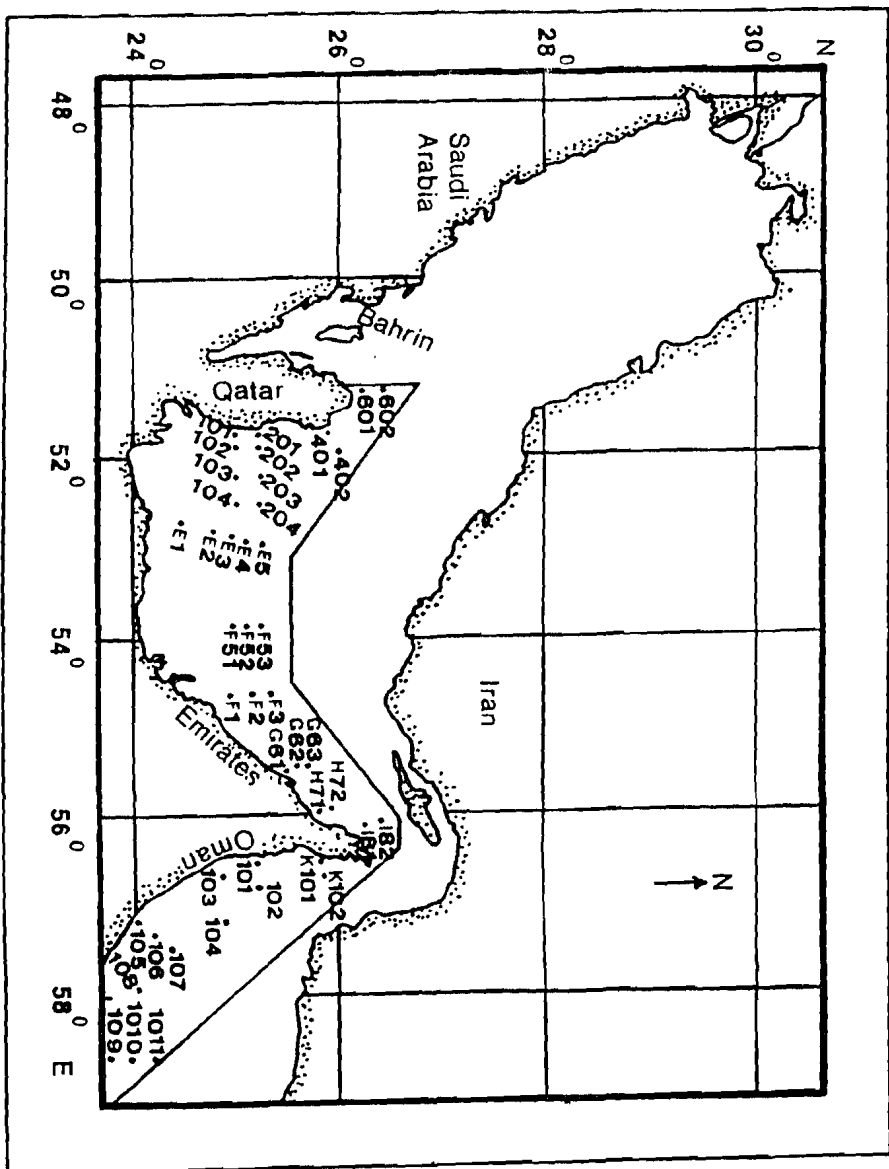 N
30°
28°
26°
24°
48°
50°
52°
54°
56°
58°
E
Saudi
Arabia
Bahrin
Qatar
Iran
Emirates
Oman
N
602
601
402
401
201
202
203
204
101
102
103
104
E5
E4
E3
E2
E1
F53
F52
F51
F3
F2
F1
G63
G62
G61
H72
H71
I82
I81
K102
K101
102
101
103
104
107
106
105
108
1011
1010
109